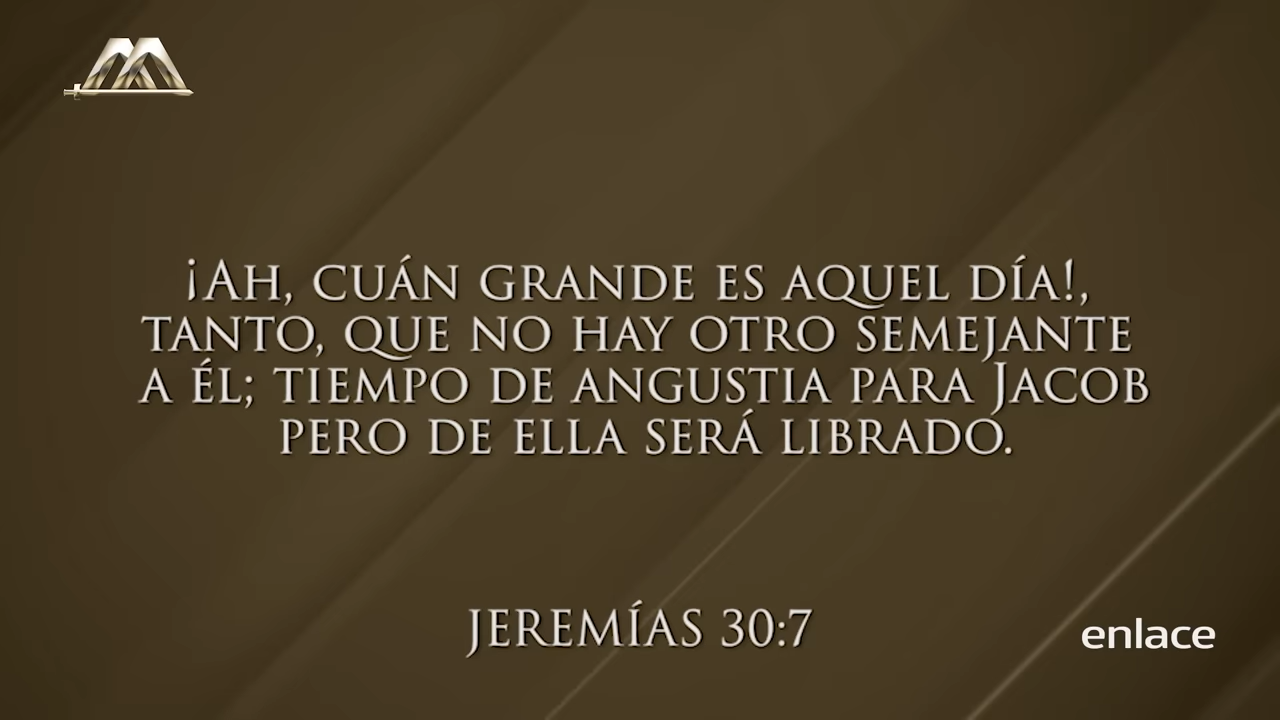 ¡Ah, cuán grande es aquel día!,
tanto, que no hay otro semejante
a él; tiempo de angustia para Jacob
pero de ella será librado.
Jeremías 30:7
enlace